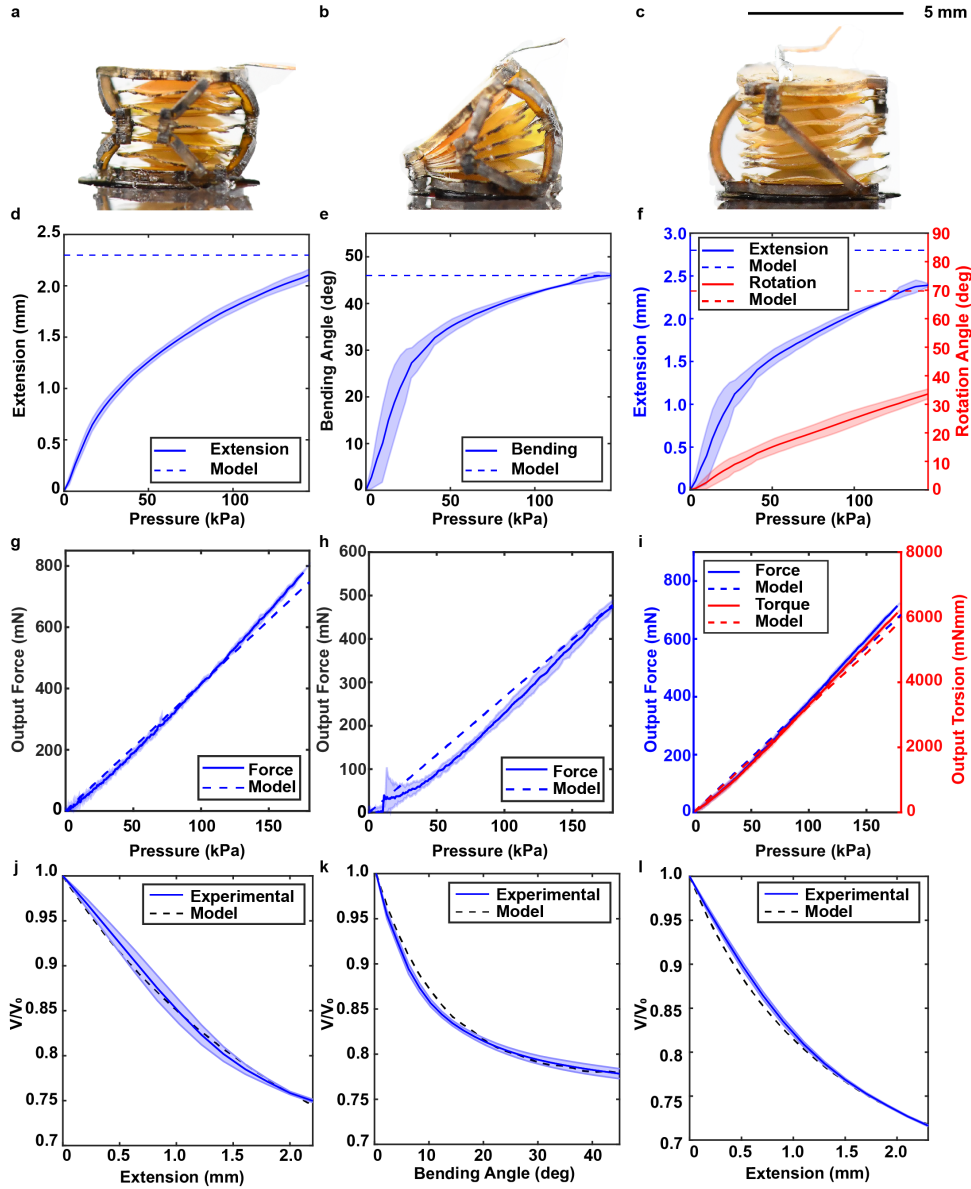 a
b
c
5 mm
d
e
f
2.5
2.0
1.5
1.0
0.5
0
Extension (mm)
Extension
Model
0
50
100
Pressure (kPa)
50
40
30
20
10
0
Bending Angle (deg)
Bending
Model
0
50
100
Pressure (kPa)
3.0
2.5
2.0
1.5
1.0
0.5
0
Extension (mm)
Extension
Model
Rotation
Model
90
80
70
60
50
40
30
20
10
0
Rotation Angle (deg)
0
50
100
Pressure (kPa)
g
h
i
800
600
400
200
0
Output Force (mN)
Force
Model
0
50
100
150
Pressure (kPa)
600
500
400
300
200
100
0
Output Force (mN)
Force
Model
0
50
100
150
Pressure (kPa)
800
600
400
200
0
Output Force (mN)
Force
Model
Torque
Model
8000
6000
4000
2000
0
Output Torsion (mNmm)
0
50
100
150
Pressure (kPa)
j
k
l
1.0
0.95
0.9
0.85
0.8
0.75
0.7
V/V₀
Experimental
Model
0
0.5
1.0
1.5
2.0
Extension (mm)
1.0
0.95
0.9
0.85
0.8
0.75
0.7
V/V₀
Experimental
Model
0
10
20
30
40
Bending Angle (deg)
1.0
0.95
0.9
0.85
0.8
0.75
0.7
V/V₀
Experimental
Model
0
0.5
1.0
1.5
2.0
Extension (mm)